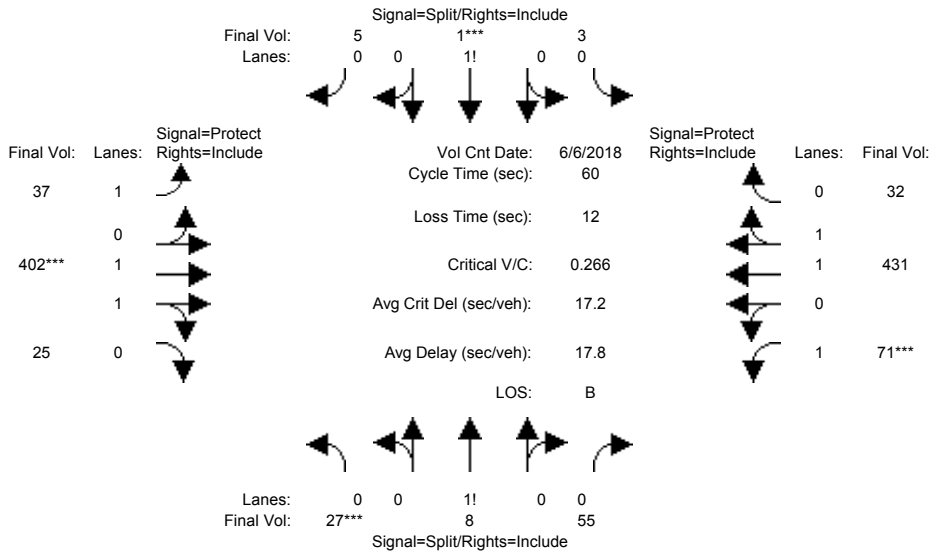 Signal=Split/Rights=Include
Final Vol: 5 1*** 3
Lanes: 0 0 1! 0 0
Signal=Protect Signal=Protect
Final Vol: Lanes: Rights=Include Vol Cnt Date: 6/6/2018 Rights=Include Lanes: Final Vol:
Cycle Time (sec): 60
37 1 0 32
Loss Time (sec): 12
0 1
402*** 1 Critical V/C: 0.266 1 431
1 Avg Crit Del (sec/veh): 17.2 0
25 0 Avg Delay (sec/veh): 17.8 1 71***
LOS: B
Lanes: 0 0 1! 0 0
Final Vol: 27*** 8 55
Signal=Split/Rights=Include